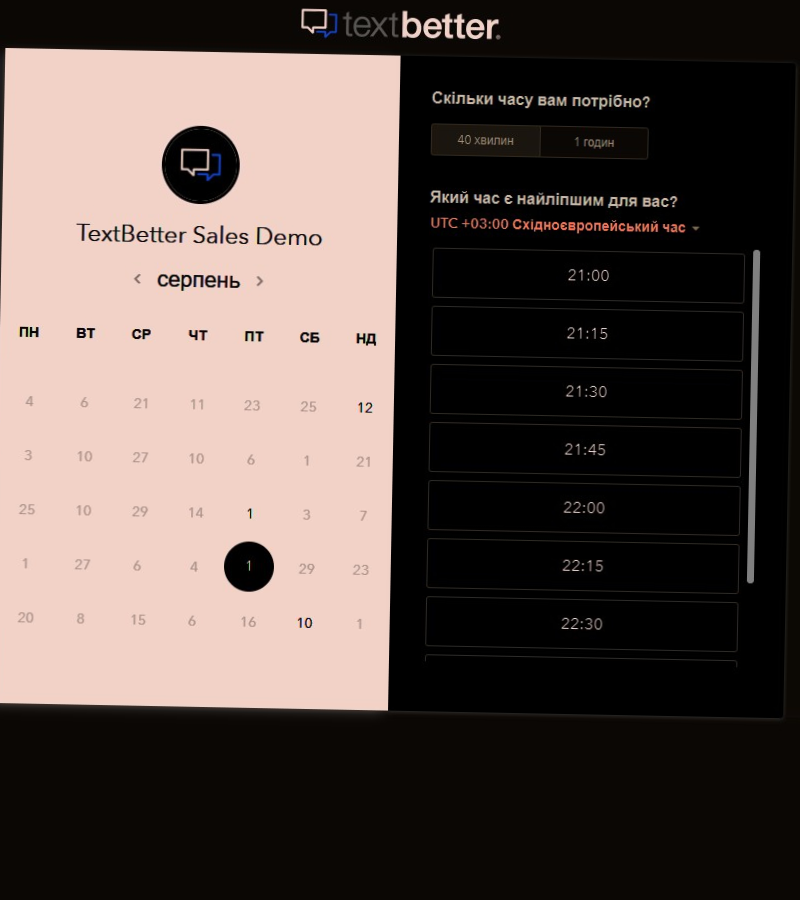 textbetter.
TextBetter Sales Demo
серпень
ПН ВТ СР ЧТ ПТ СБ НД
4 6 21 11 23 25 12
3 10 27 10 6 1 21
25 10 29 14 1 3 7
1 27 6 4 1 29 23
20 8 15 6 16 10 1
Скільки часу вам потрібно?
40 хвилин 1 годин
Який час є найліпшим для вас?
UTC +03:00 Східноєвропейський час
21:00
21:15
21:30
21:45
22:00
22:15
22:30